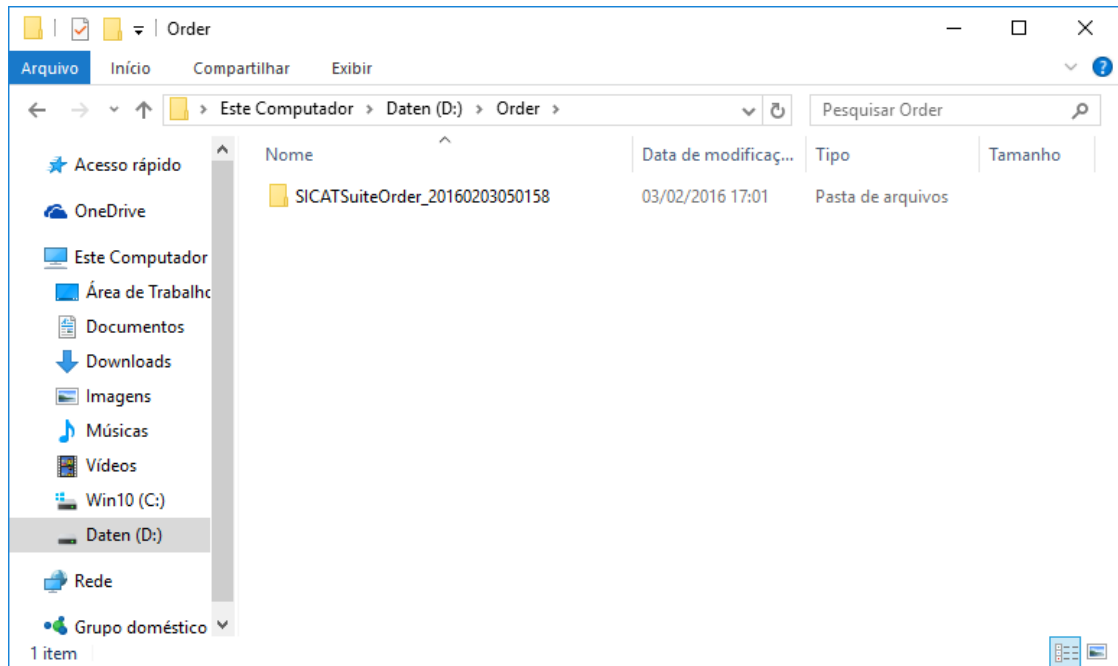 Order
Arquivo Início Compartilhar Exibir
Este Computador > Daten (D:) > Order >
Pesquisar Order
Nome Data de modificaç... Tipo Tamanho
SICATSuiteOrder_20160203050158 03/02/2016 17:01 Pasta de arquivos
Acesso rápido
OneDrive
Este Computador
Área de Trabalho
Documentos
Downloads
Imagens
Músicas
Vídeos
Win10 (C:)
Daten (D:)
Rede
Grupo doméstico
1 item